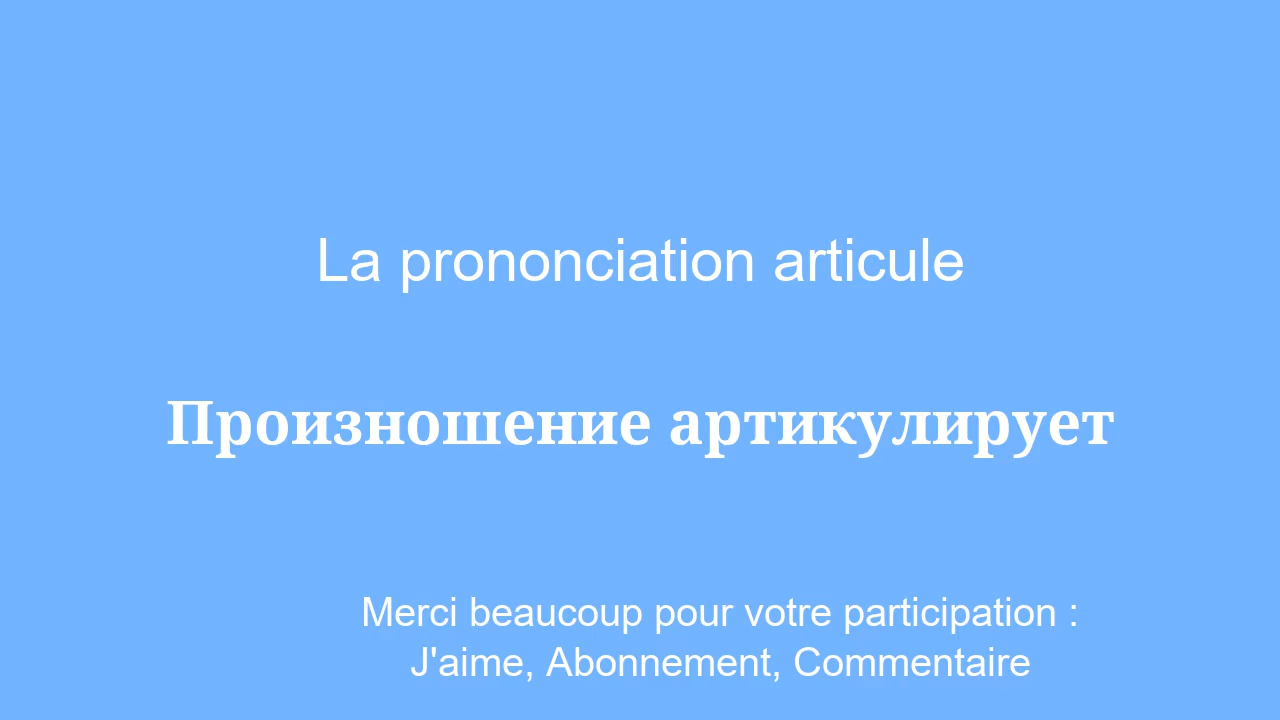 La prononciation articule
Произношение артикулирует
Merci beaucoup pour votre participation :
J'aime, Abonnement, Commentaire